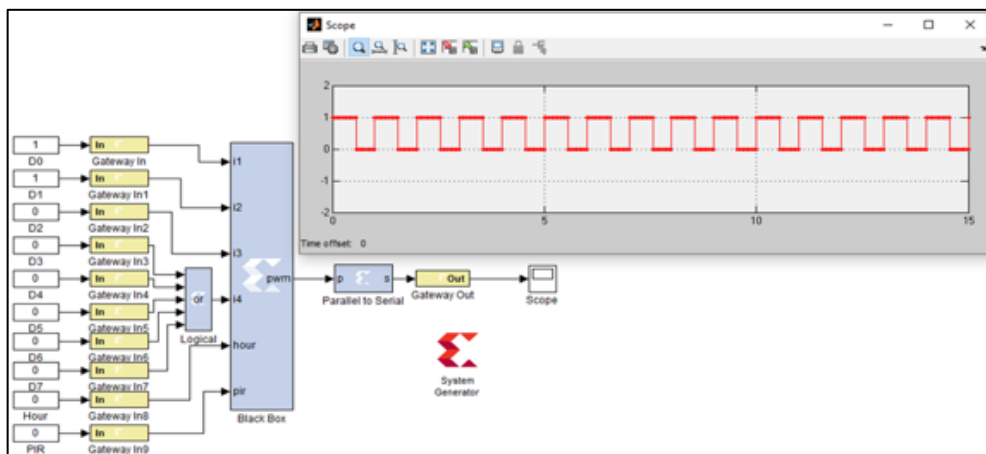 Scope
2
1
0
-1
-2
0
5
10
15
Time offset: 0
1
In
D0
Gateway In
i1
1
In
D1
Gateway In1
i2
0
In
D2
Gateway In2
i3
0
In
D3
Gateway In3
0
In
D4
Gateway In4
or
Logical
i4
pwm
0
In
D5
Gateway In5
0
In
D6
Gateway In6
hour
0
In
D7
Gateway In7
0
In
Hour
Gateway In8
pir
0
In
PIR
Gateway In9
Black Box
p
s
Parallel to Serial
Out
Gateway Out
Scope
System
Generator